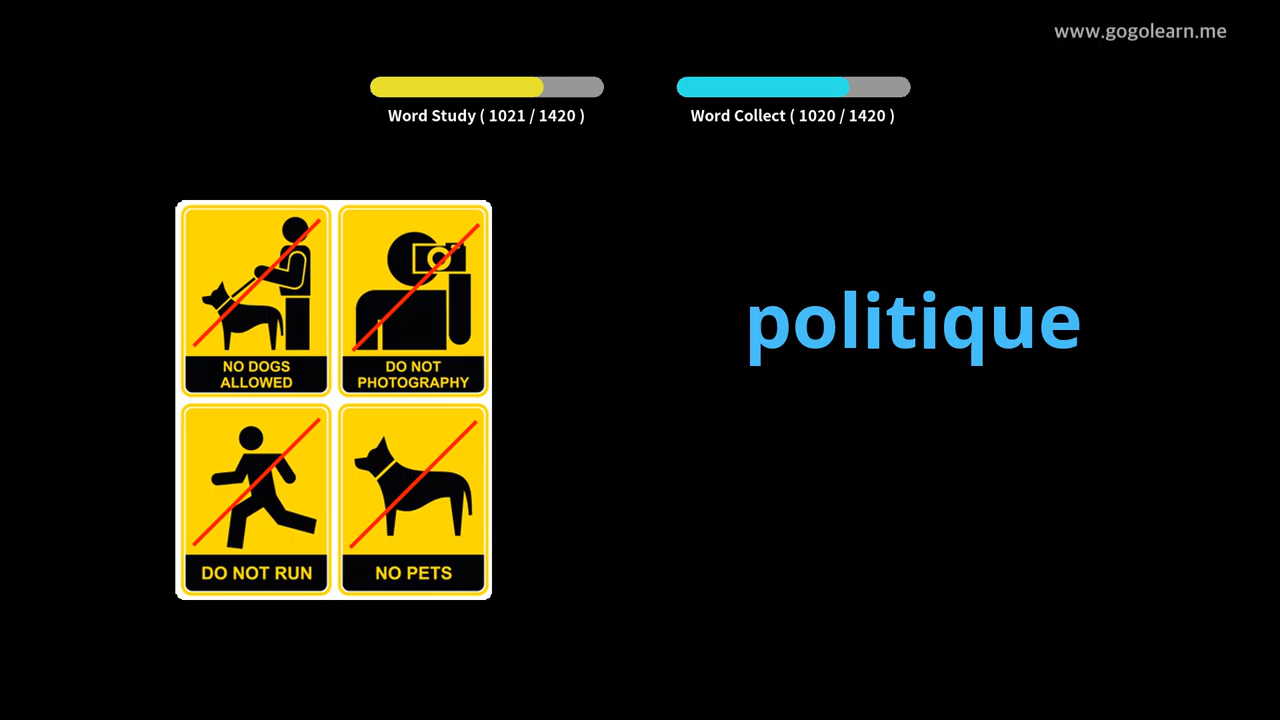 www.gogolearn.me
Word Study ( 1021 / 1420 )
Word Collect ( 1020 / 1420 )
NO DOGS
ALLOWED
DO NOT
PHOTOGRAPHY
DO NOT RUN
NO PETS
politique